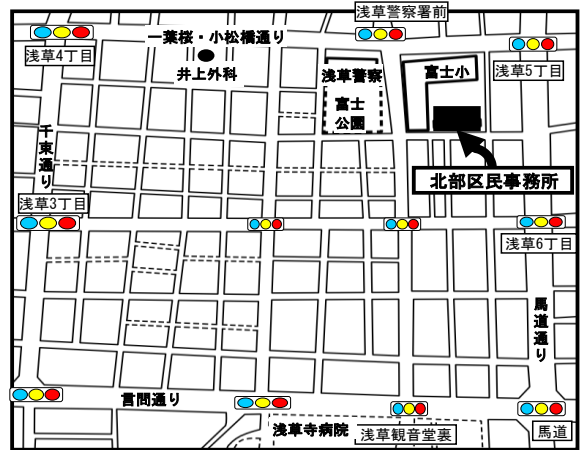 浅草警察署前
浅草4丁目
一葉桜・小松橋通り
井上外科
浅草警察
富士
公園
富士小
浅草5丁目
千束通り
北部区民事務所
浅草3丁目
浅草6丁目
馬道通り
言問通り
浅草寺病院
浅草観音堂裏
馬道